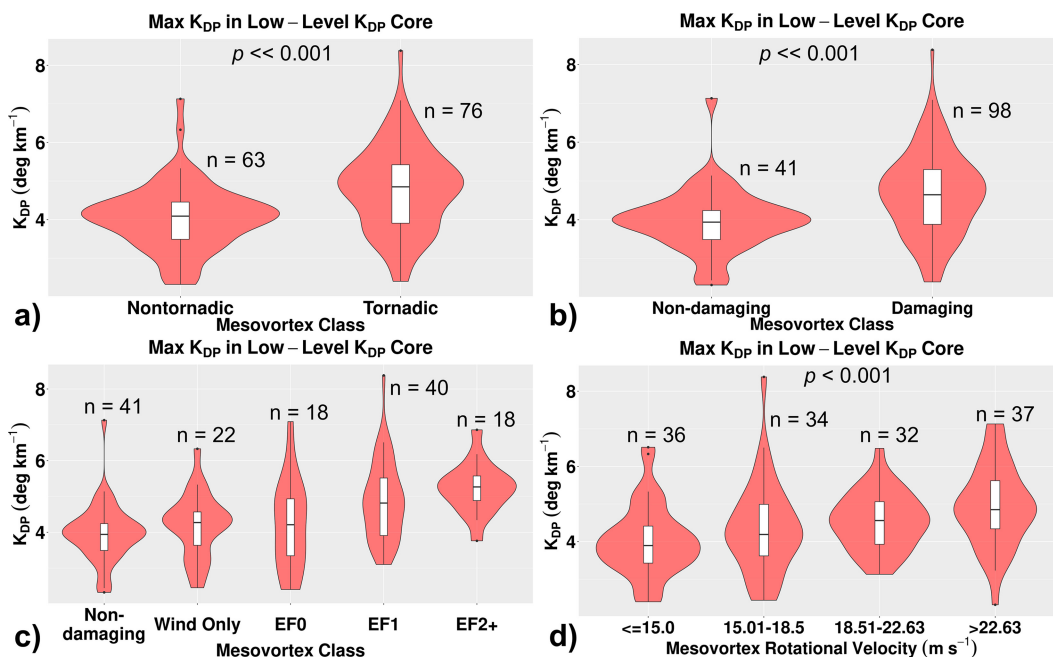 Max K_DP in Low – Level K_DP Core
p << 0.001
n = 63
n = 76
8
6
4
K_DP (deg km⁻¹)
Nontornadic
Tornadic
Mesovortex Class
a)
Max K_DP in Low – Level K_DP Core
p << 0.001
n = 41
n = 98
8
6
4
K_DP (deg km⁻¹)
Non-damaging
Damaging
Mesovortex Class
b)
Max K_DP in Low – Level K_DP Core
n = 41
n = 22
n = 18
n = 40
n = 18
8
6
4
K_DP (deg km⁻¹)
Non-
damaging
Wind Only
EF0
EF1
EF2+
Mesovortex Class
c)
Max K_DP in Low – Level K_DP Core
p < 0.001
n = 36
n = 34
n = 32
n = 37
8
6
4
K_DP (deg km⁻¹)
<=15.0
15.01-18.5
18.51-22.63
>22.63
Mesovortex Rotational Velocity (m s⁻¹)
d)